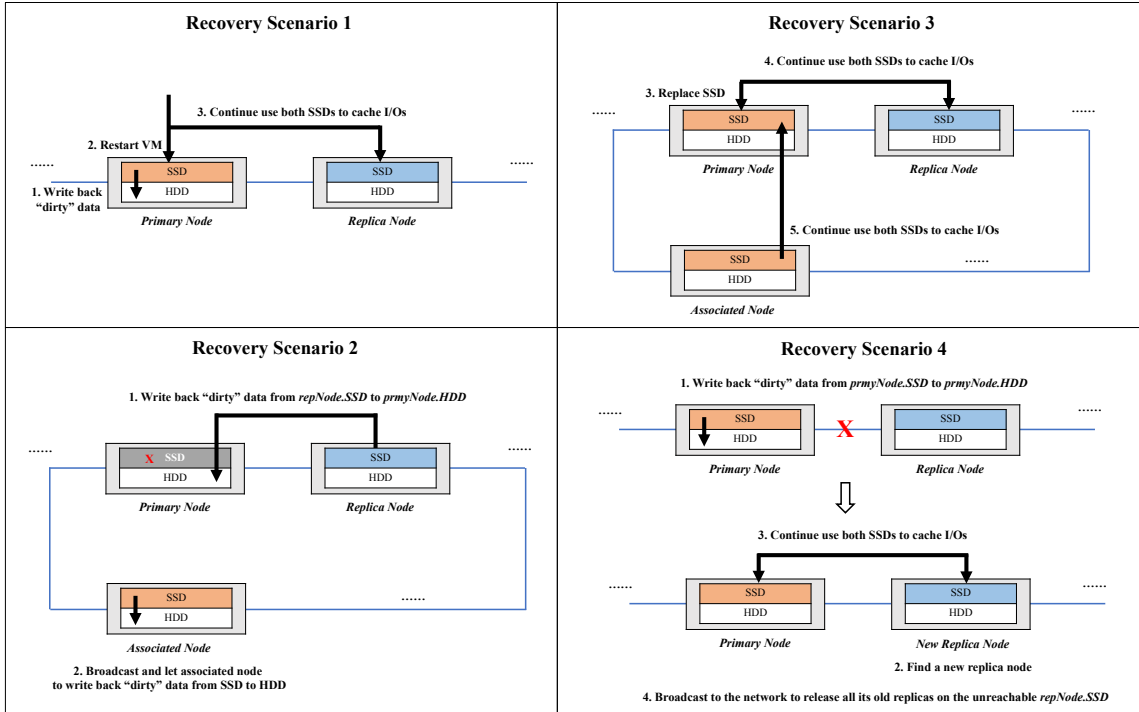 Recovery Scenario 1
3. Continue use both SSDs to cache I/Os
2. Restart VM
......
......
SSD
SSD
1. Write back
“dirty” data
HDD
HDD
Primary Node
Replica Node
Recovery Scenario 3
4. Continue use both SSDs to cache I/Os
3. Replace SSD
......
......
SSD
SSD
HDD
HDD
Primary Node
Replica Node
5. Continue use both SSDs to cache I/Os
SSD
......
HDD
Associated Node
Recovery Scenario 2
1. Write back “dirty” data from repNode.SSD to prmyNode.HDD
......
......
X SSD
SSD
HDD
HDD
Primary Node
Replica Node
SSD
......
HDD
Associated Node
2. Broadcast and let associated node
to write back “dirty” data from SSD to HDD
Recovery Scenario 4
1. Write back “dirty” data from prmyNode.SSD to prmyNode.HDD
......
......
SSD
X
SSD
HDD
HDD
Primary Node
Replica Node
3. Continue use both SSDs to cache I/Os
......
......
SSD
SSD
HDD
HDD
Primary Node
New Replica Node
2. Find a new replica node
4. Broadcast to the network to release all its old replicas on the unreachable repNode.SSD